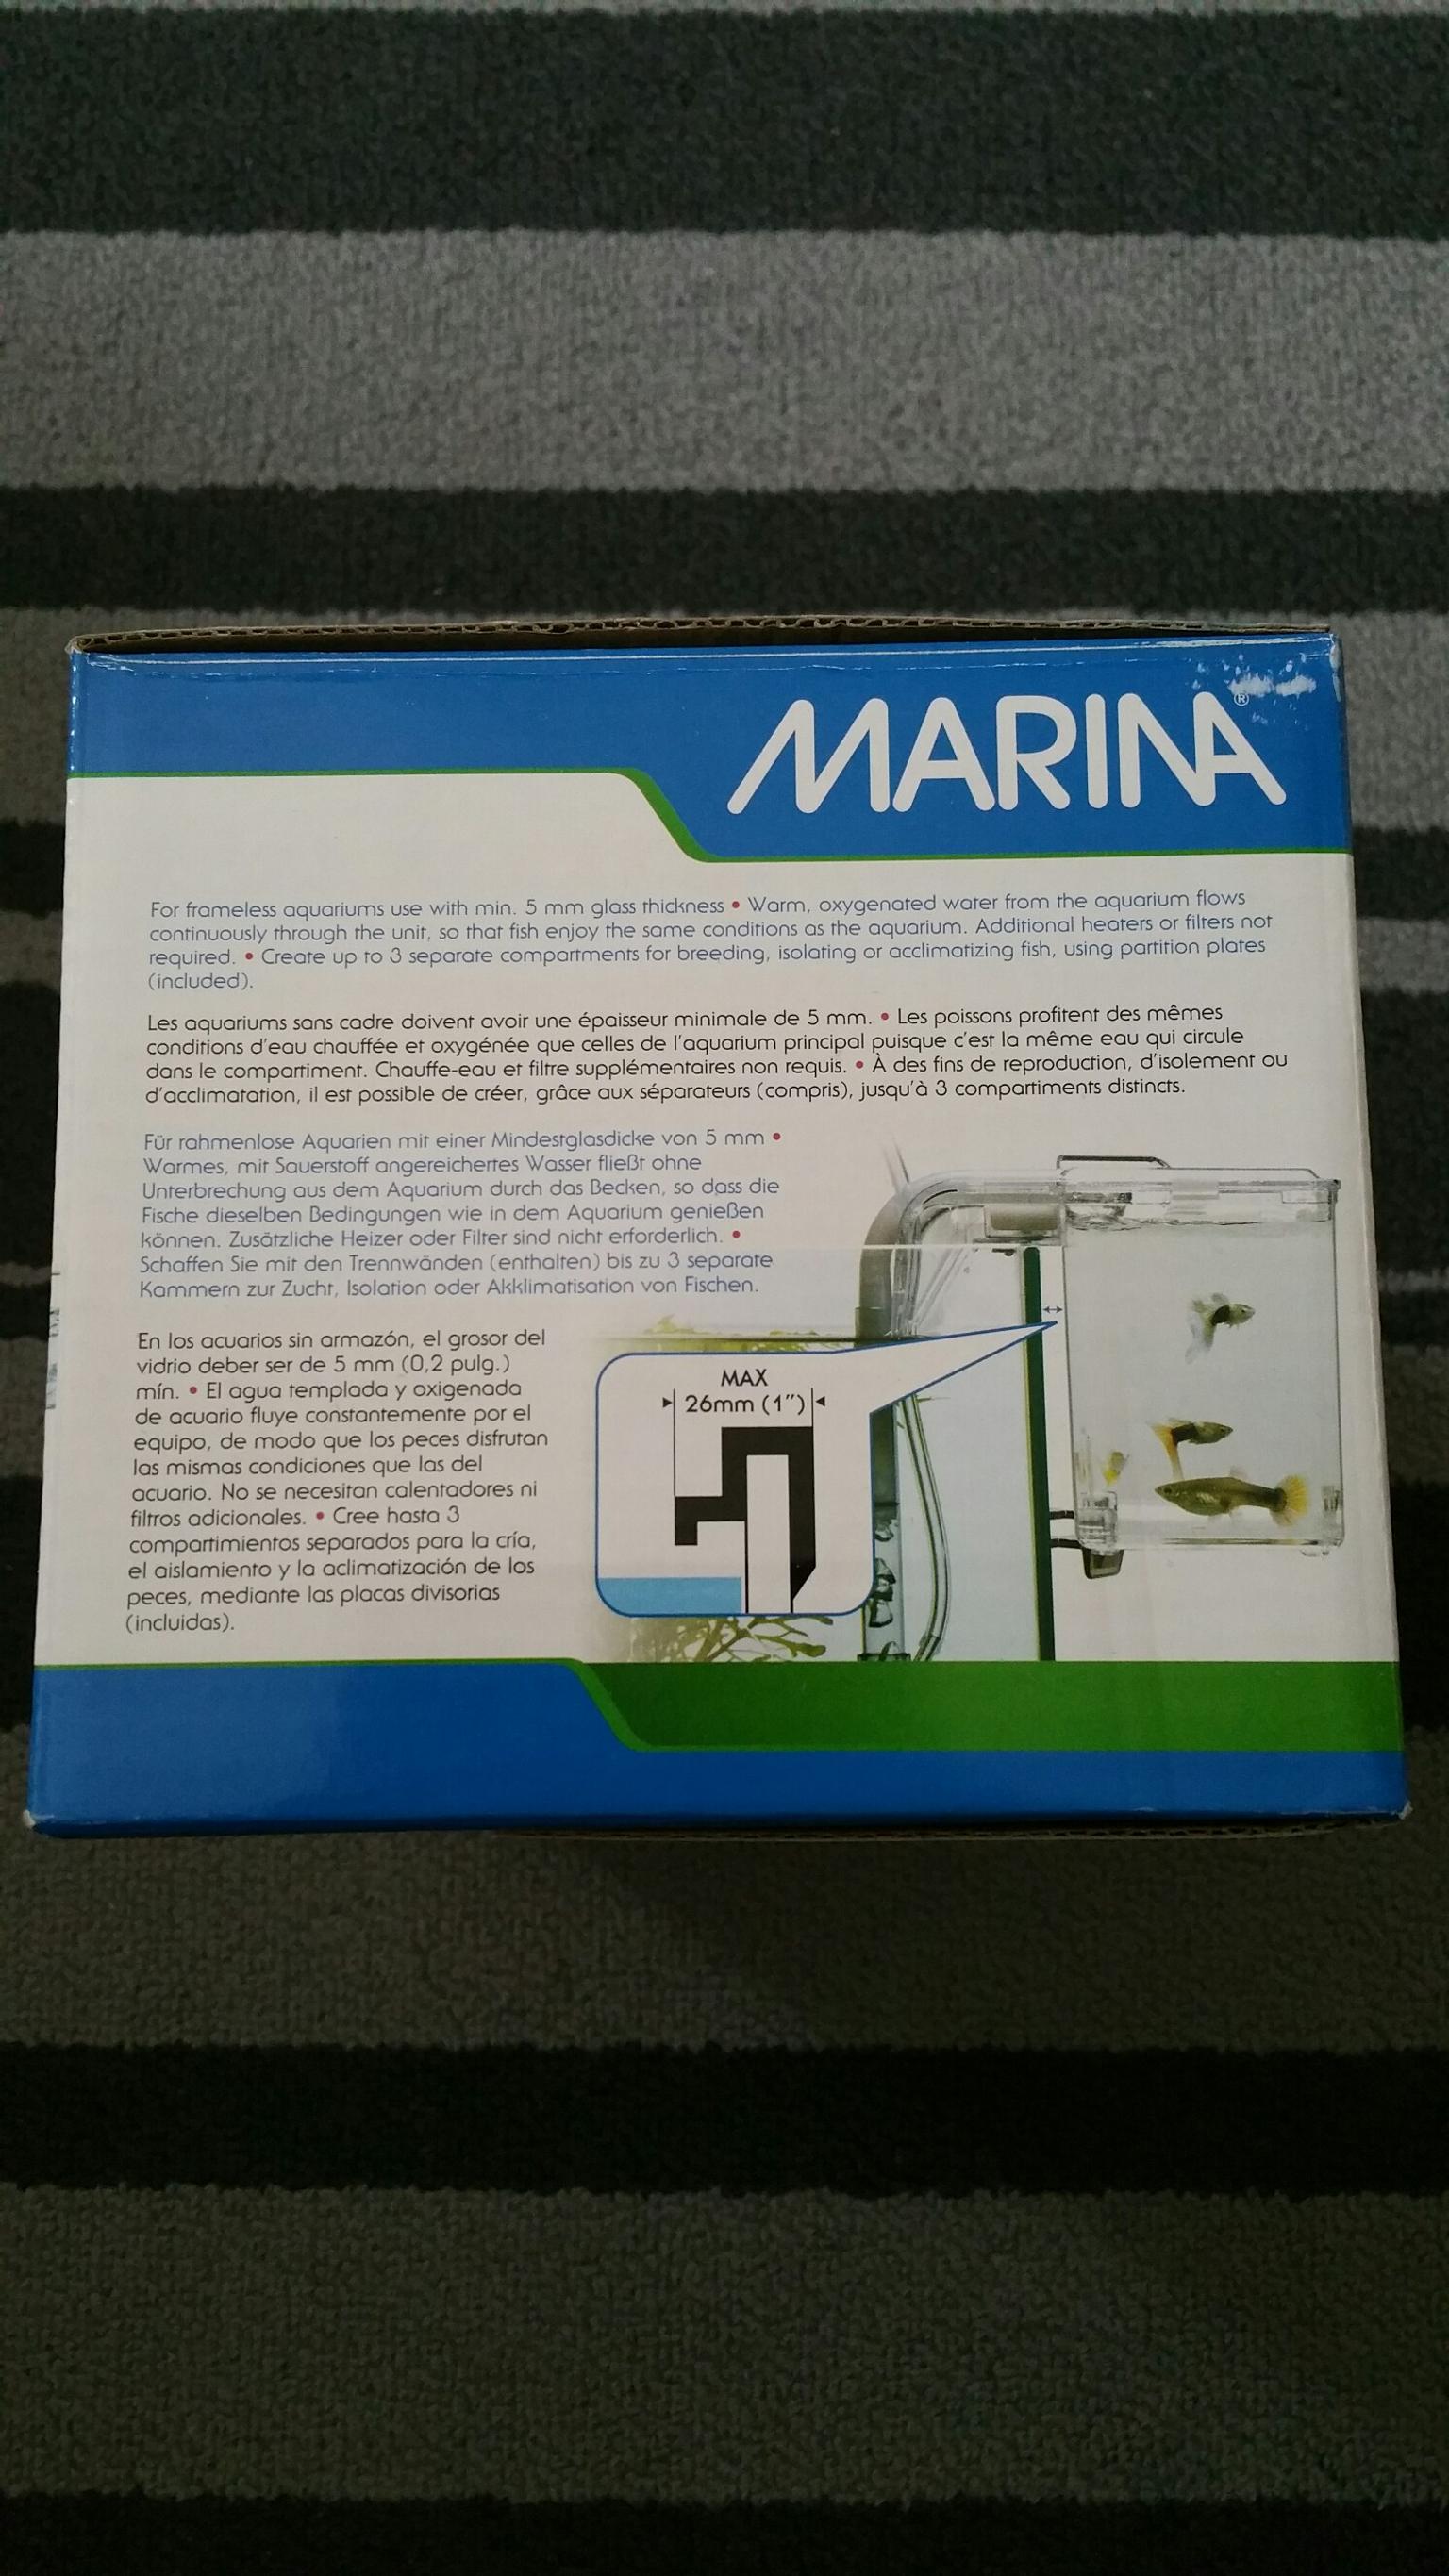 MARINA®
For frameless aquariums use with min. 5 mm glass thickness • Warm, oxygenated water from the aquarium flows
continuously through the unit, so that fish enjoy the same conditions as the aquarium. Additional heaters or filters not
required. • Create up to 3 separate compartments for breeding, isolating or acclimatizing fish, using partition plates
(included).
Les aquariums sans cadre doivent avoir une épaisseur minimale de 5 mm. • Les poissons profitent des mêmes
conditions d'eau chauffée et oxygénée que celles de l'aquarium principal puisque c'est la même eau qui circule
dans le compartiment. Chauffe-eau et filtre supplémentaires non requis. • À des fins de reproduction, d'isolement ou
d'acclimatation, il est possible de créer, grâce aux séparateurs (compris), jusqu'à 3 compartiments distincts.
Für rahmenlose Aquarien mit einer Mindestglasdicke von 5 mm •
Warmes, mit Sauerstoff angereichertes Wasser fließt ohne
Unterbrechung aus dem Aquarium durch das Becken, so dass die
Fische dieselben Bedingungen wie in dem Aquarium genießen
können. Zusätzliche Heizer oder Filter sind nicht erforderlich. •
Schaffen Sie mit den Trennwänden (enthalten) bis zu 3 separate
Kammern zur Zucht, Isolation oder Akklimatisation von Fischen.
En los acuarios sin armazón, el grosor del
vidrio deber ser de 5 mm (0,2 pulg.)
mín. • El agua templada y oxigenada
de acuario fluye constantemente por el
equipo, de modo que los peces disfrutan
las mismas condiciones que las del
acuario. No se necesitan calentadores ni
filtros adicionales. • Cree hasta 3
compartimientos separados para la cría,
el aislamiento y la aclimatización de los
peces, mediante las placas divisorias
(incluidas).
MAX
26mm (1")